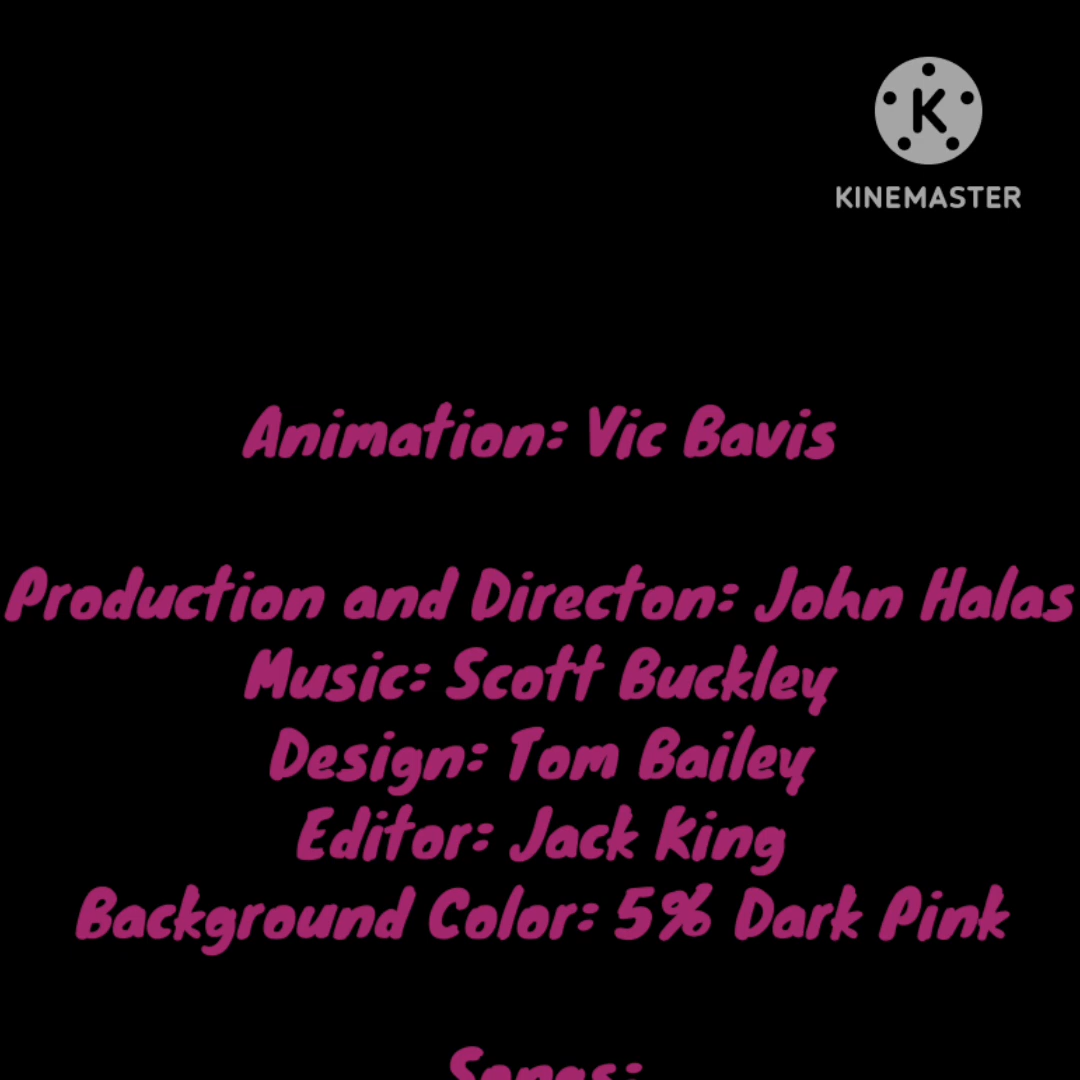 K
KINEMASTER
Animation: Vic Bavis
Production and Directon: John Halas
Music: Scott Buckley
Design: Tom Bailey
Editor: Jack King
Background Color: 5% Dark Pink
Songs: